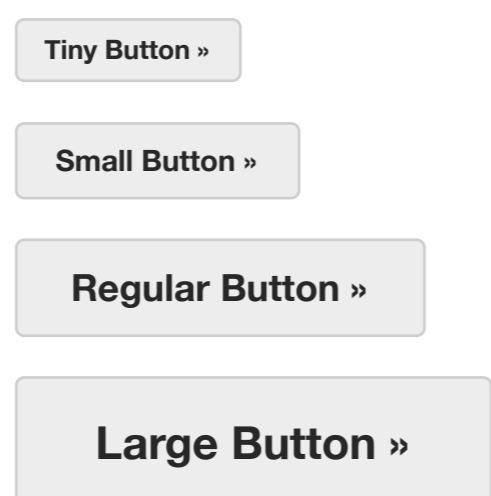 Tiny Button »
Small Button »
Regular Button »
Large Button »